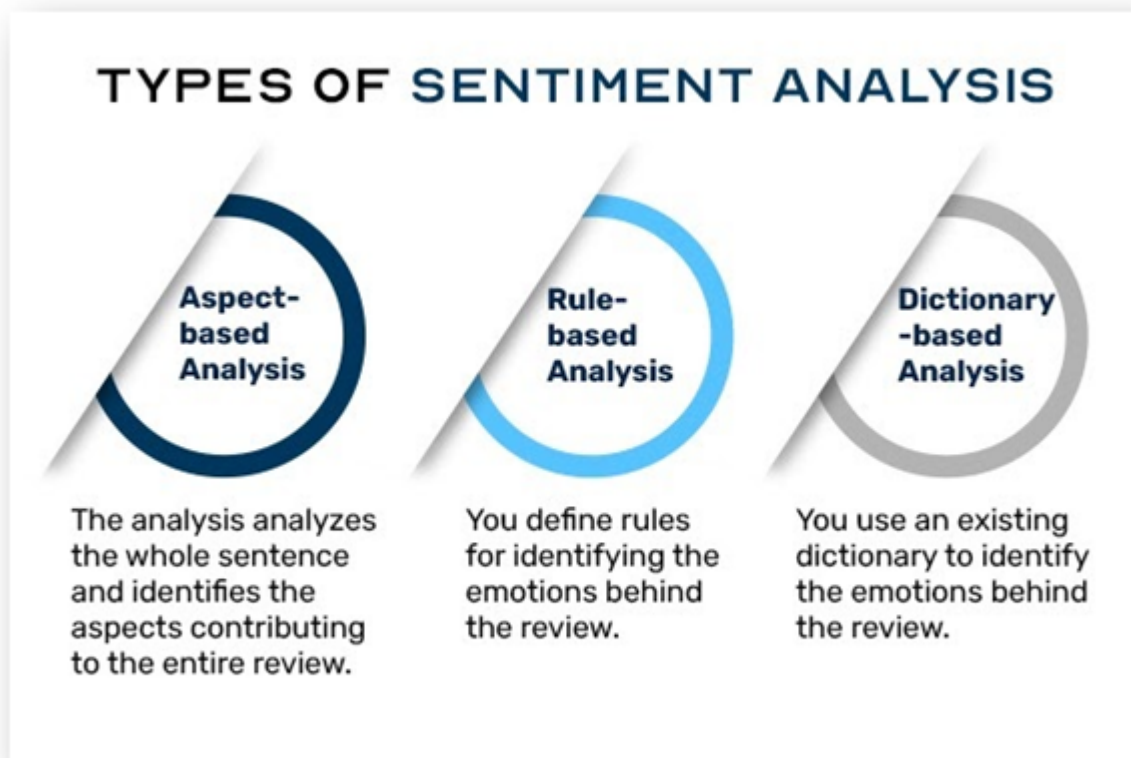 TYPES OF SENTIMENT ANALYSIS
Aspect-
based
Analysis
The analysis analyzes
the whole sentence
and identifies the
aspects contributing
to the entire review.
Rule-
based
Analysis
You define rules
for identifying the
emotions behind
the review.
Dictionary
-based
Analysis
You use an existing
dictionary to identify
the emotions behind
the review.